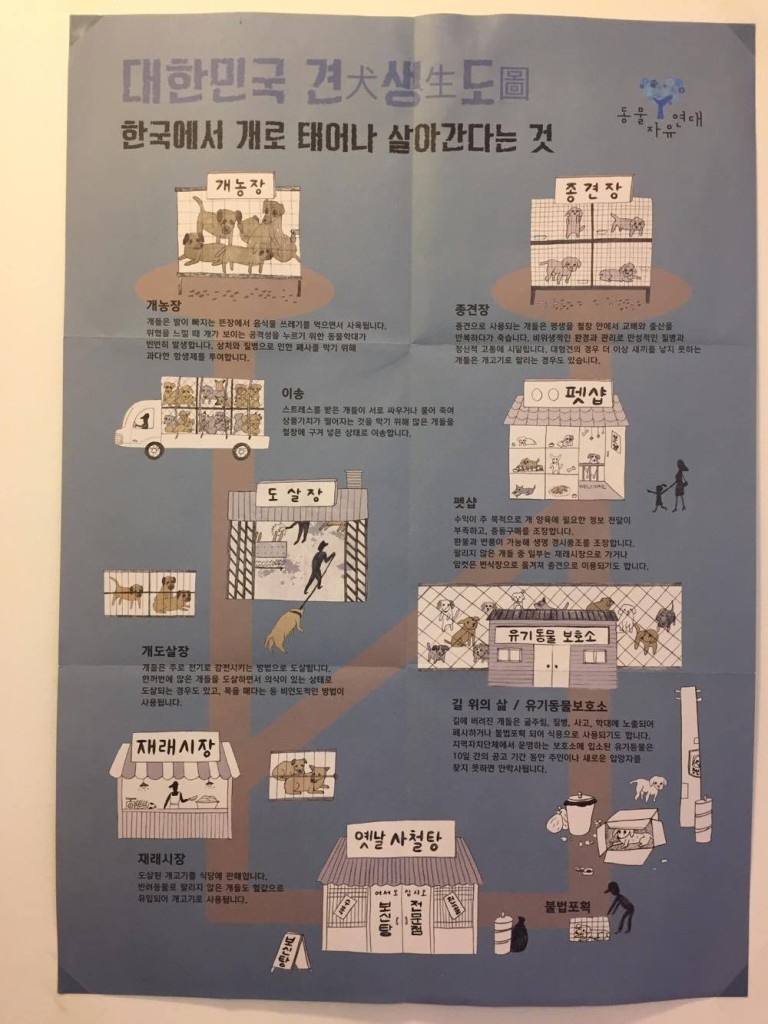 대한민국 견犬생生도圖
한국에서 개로 태어나 살아간다는 것
동물
자유
연대
개농장
개농장
개들은 발이 빠지는 뜬장에서 음식물 쓰레기를 먹으면서 사육됩니다.
위협을 느낄 때 개가 보이는 공격성을 누르기 위한 동물학대가
빈번히 발생합니다. 상처와 질병으로 인한 폐사를 막기 위해
과다한 항생제를 투여합니다.
종견장
종견장
종견으로 사용되는 개들은 평생을 철창 안에서 교배와 출산을
반복하다가 죽습니다. 비위생적인 환경과 관리로 만성적인 질병과
정신적 고통에 시달립니다. 대형견의 경우 더 이상 새끼를 낳지 못하는
개들은 개고기로 팔리는 경우도 있습니다.
이송
스트레스를 받은 개들이 서로 싸우거나 물어 죽여
상품가치가 떨어지는 것을 막기 위해 많은 개들을
철장에 구겨 넣은 상태로 이송합니다.
펫샵
펫샵
수익이 주 목적으로 개 양육에 필요한 정보 전달이
부족하고, 충동구매를 조장합니다.
환불과 반품이 가능해 생명 경시풍조를 조장합니다.
팔리지 않은 개들 중 일부는 재래시장으로 가거나
암컷은 번식장으로 옮겨져 종견으로 이용되기도 합니다.
도살장
개도살장
개들은 주로 전기로 감전시키는 방법으로 도살됩니다.
한꺼번에 많은 개들을 도살하면서 의식이 있는 상태로
도살되는 경우도 있고, 목을 매다는 등 비인도적인 방법이
사용됩니다.
유기동물 보호소
길 위의 삶 / 유기동물보호소
길에 버려진 개들은 굶주림, 질병, 사고, 학대에 노출되어
폐사하거나 불법포획 되어 식용으로 사용되기도 합니다.
지역자치단체에서 운영하는 보호소에 입소된 유기동물은
10일 간의 공고 기간 동안 주인이나 새로운 입양자를
찾지 못하면 안락사됩니다.
재래시장
재래시장
도살된 개고기를 식당에 판매합니다.
반려동물로 팔리지 않은 개들도 헐값으로
유입되어 개고기로 사용됩니다.
옛날 사철탕
어서오십시오
보신탕
전문점
보신탕
불법포획